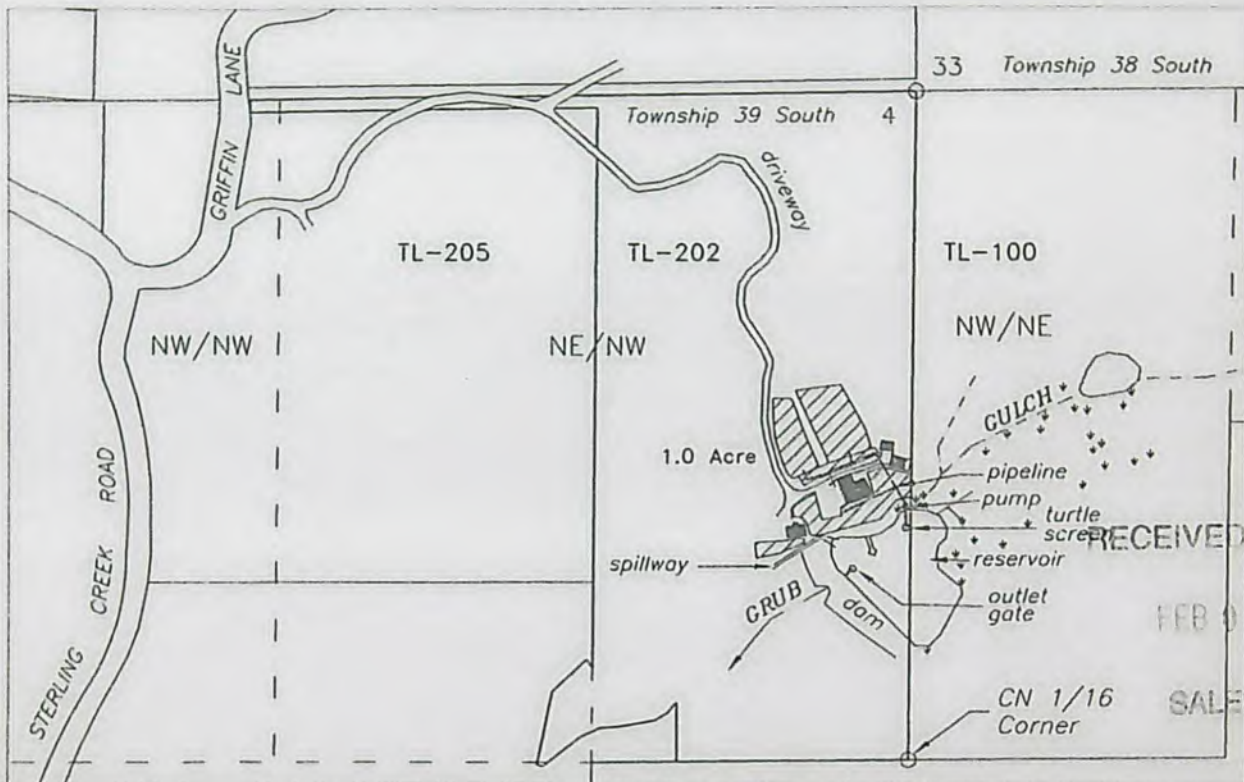 33 Township 38 South
Township 39 South 4
GRIFFIN LANE
driveway
TL-205
TL-202
TL-100
NW/NW
NE/NW
NW/NE
GULCH
1.0 Acre
pipeline
pump
turtle
screen
RECEIVED
reservoir
spillway
outlet
gate
GRUB
dam
FEB
STERLING CREEK ROAD
CN 1/16
Corner
SALE